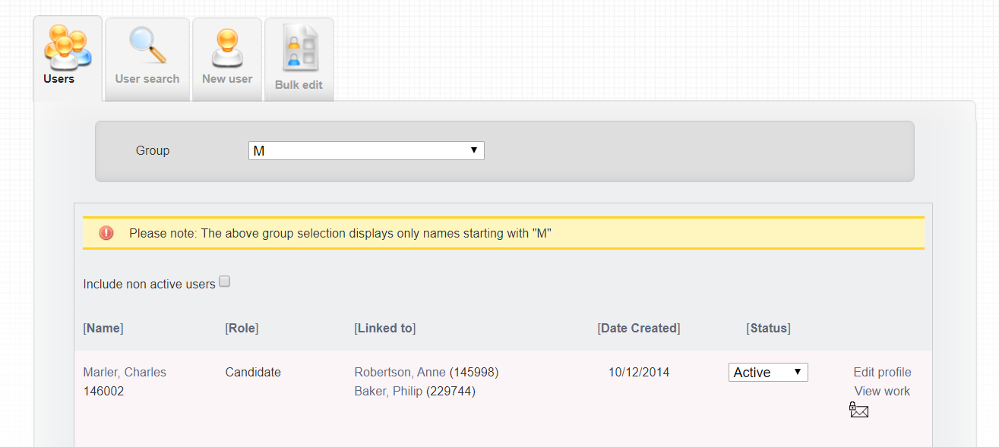 Users
User search
New user
Bulk edit
Group M
Please note: The above group selection displays only names starting with "M"
Include non active users
[Name] [Role] [Linked to] [Date Created] [Status]
Marler, Charles Candidate Robertson, Anne (145998) 10/12/2014 Active Edit profile
146002 Baker, Philip (229744) View work